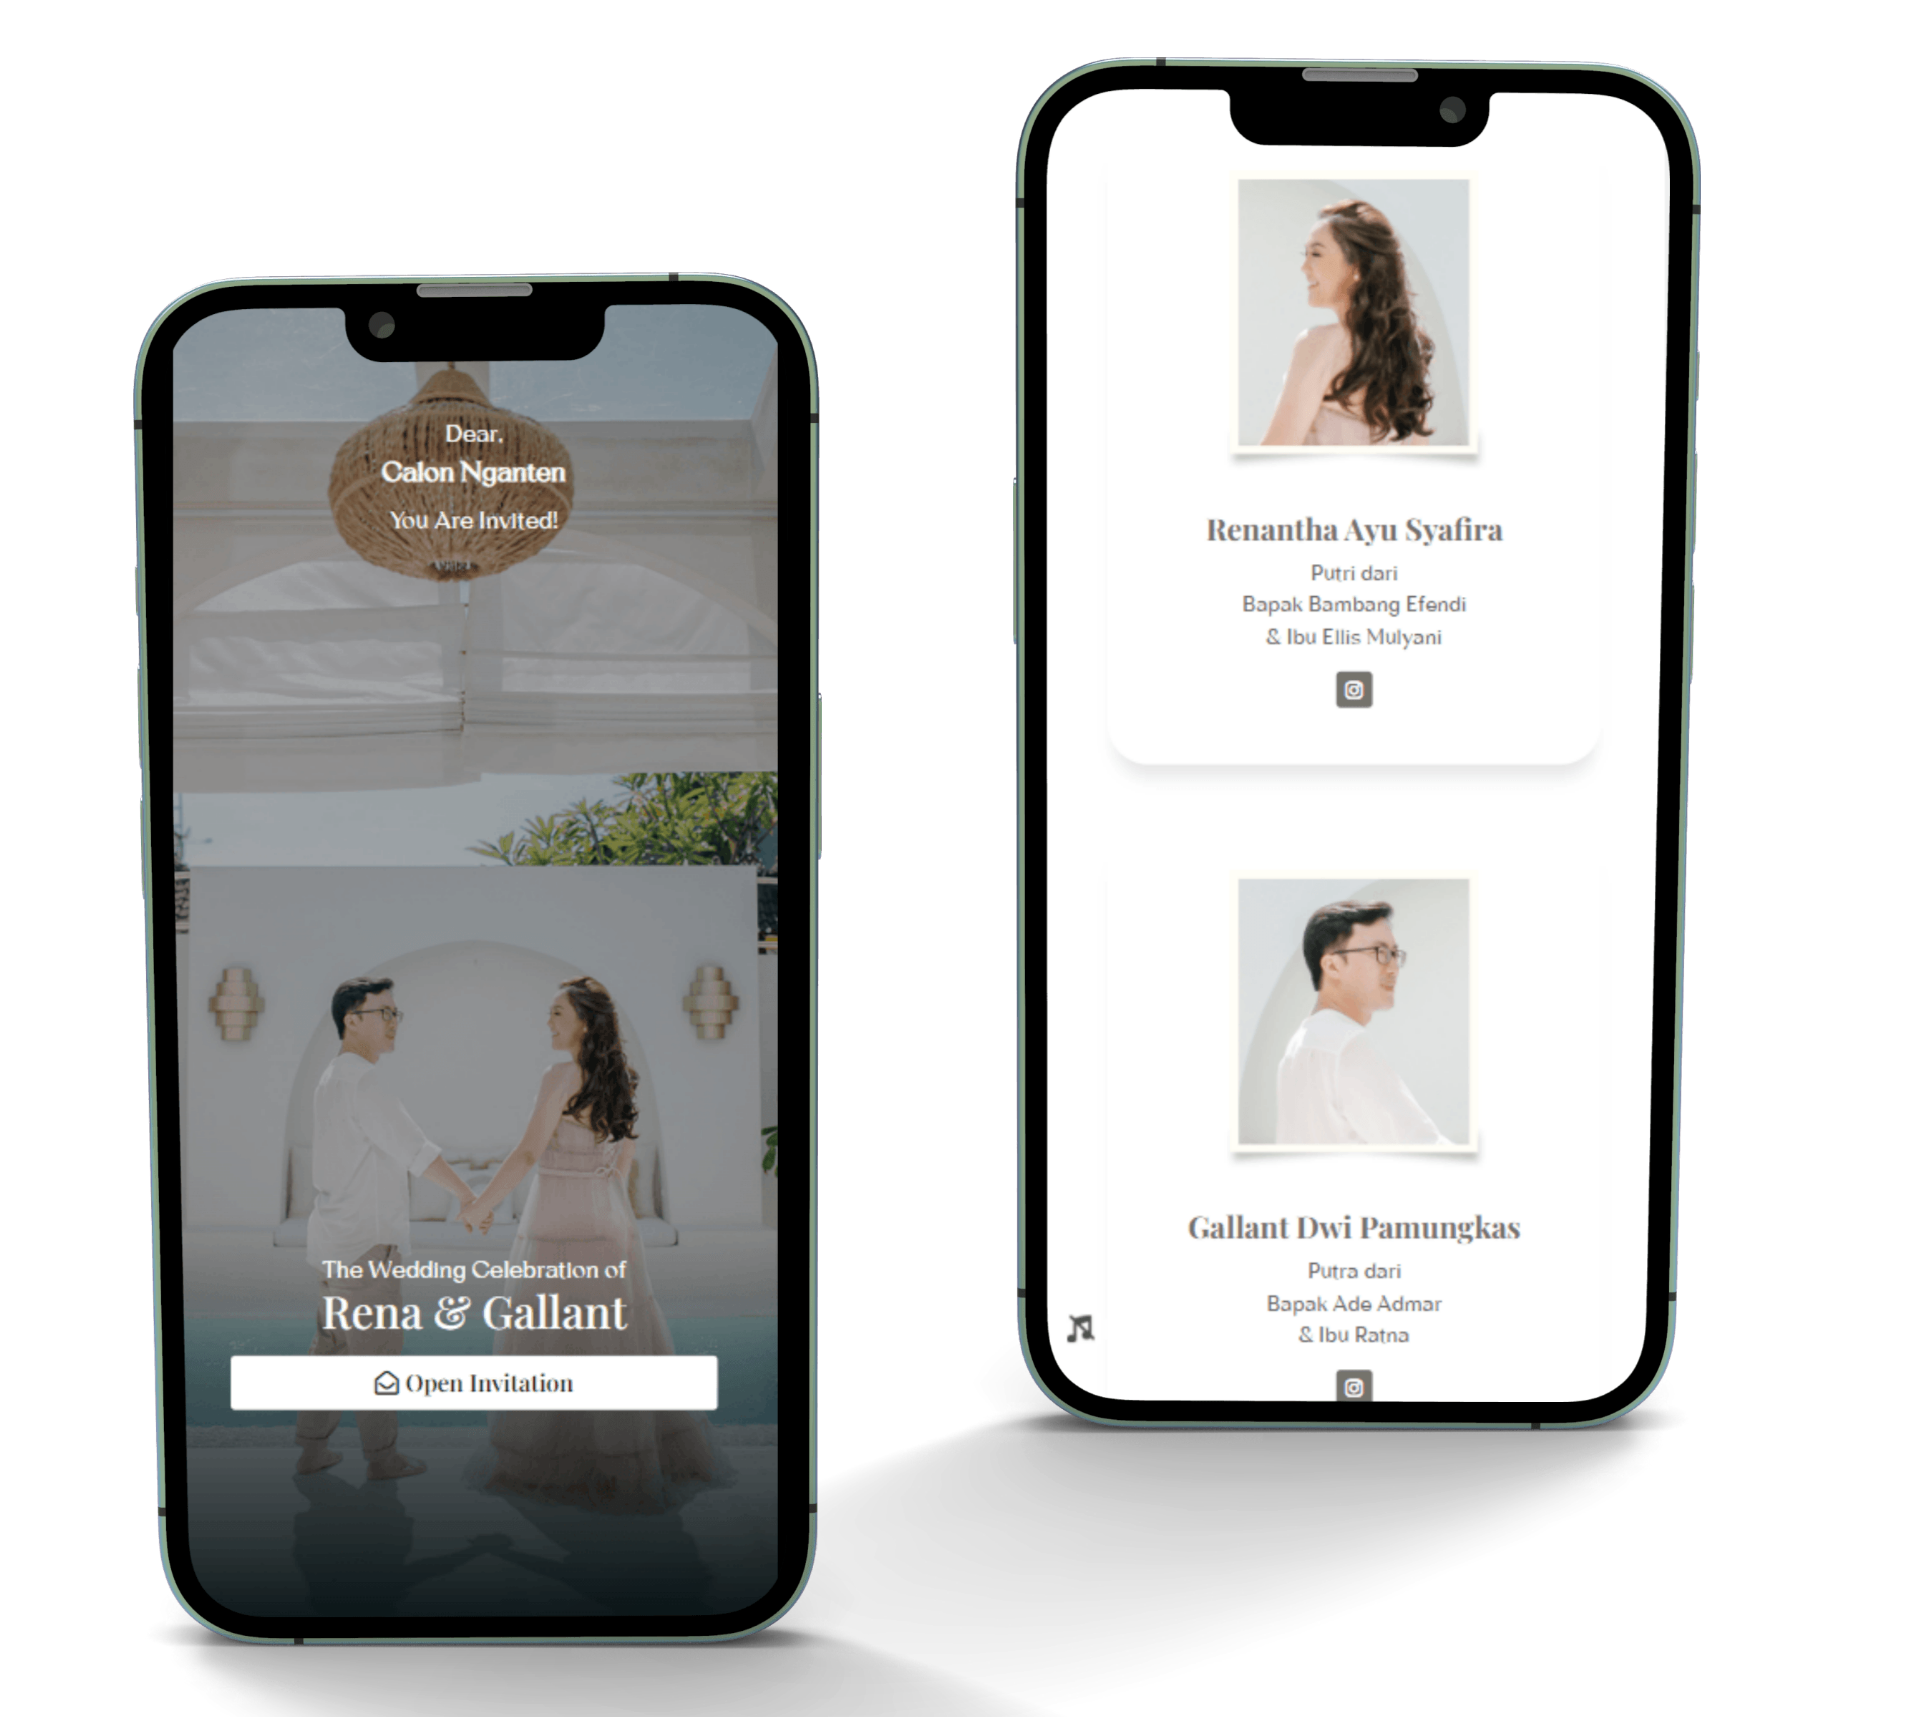 Dear,
Calon Nganten
You Are Invited!
The Wedding Celebration of
Rena & Gallant
Open Invitation
Renantha Ayu Syafira
Putri dari
Bapak Bambang Efendi
& Ibu Ellis Mulyani
Gallant Dwi Pamungkas
Putra dari
Bapak Ade Admar
& Ibu Ratna